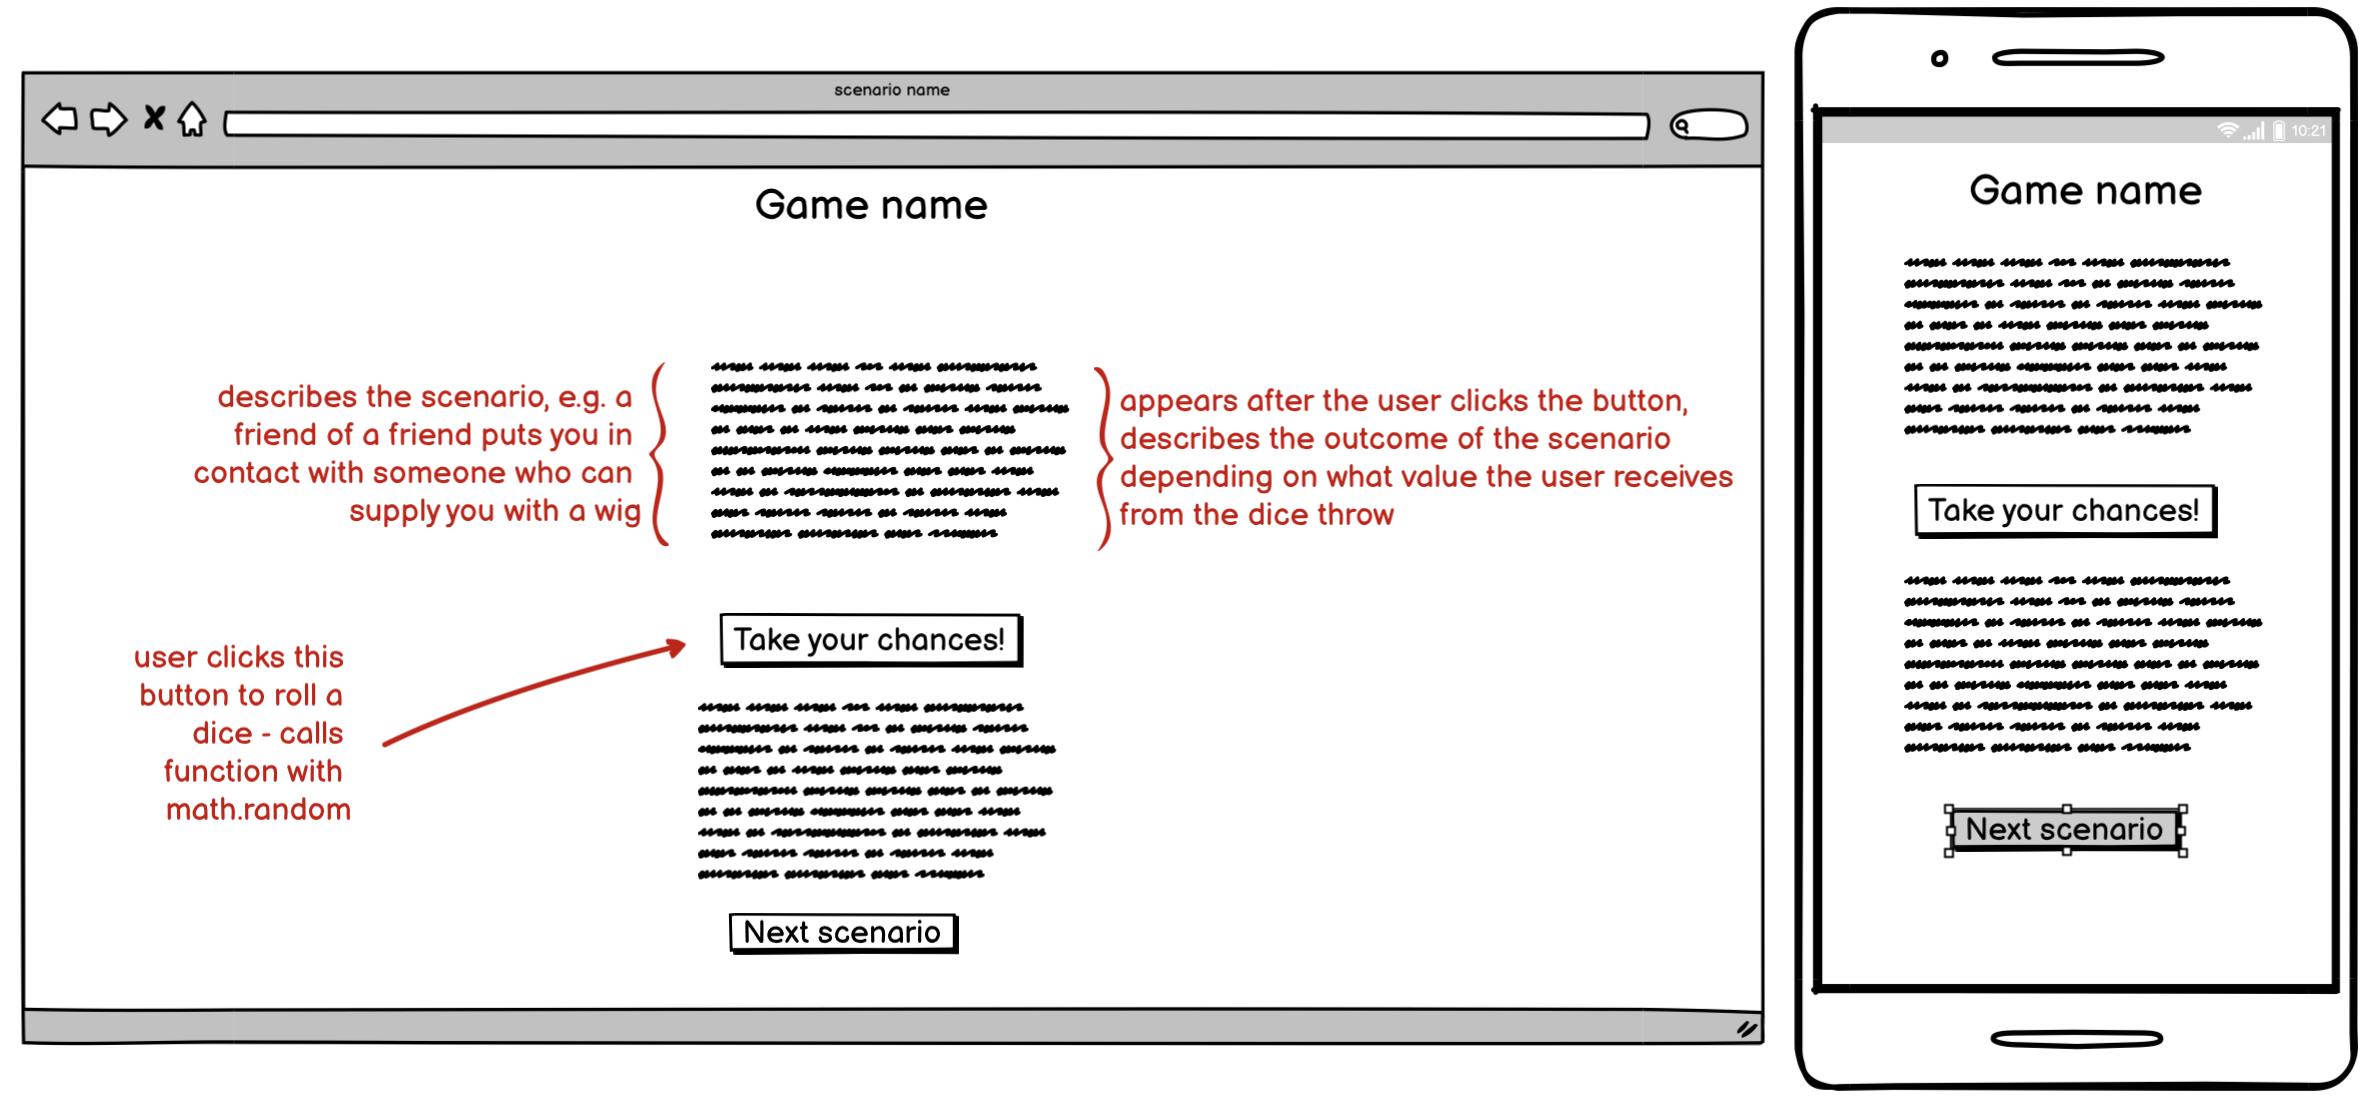 scenario name
Game name
describes the scenario, e.g. a
friend of a friend puts you in
contact with someone who can
supply you with a wig
appears after the user clicks the button,
describes the outcome of the scenario
depending on what value the user receives
from the dice throw
Take your chances!
user clicks this
button to roll a
dice - calls
function with
math.random
Next scenario
10:21
Game name
Take your chances!
Next scenario